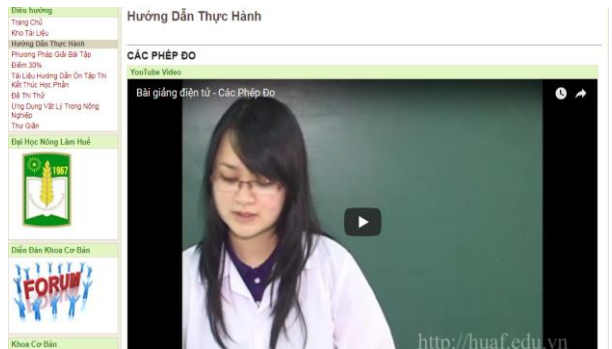 Điều hướng
Trang Chủ
Kho Tài Liệu
Hướng Dẫn Thực Hành
Phương Pháp Giải Bài Tập
Điểm 30%
Tài Liệu Hướng Dẫn Ôn Tập Thi
Kết Thúc Học Phần
Đề Thi Thử
Ứng Dụng Vật Lý Trong Nông
Nghiệp
Thư Giãn
Đại Học Nông Lâm Huế
1967
Diễn Đàn Khoa Cơ Bản
FORUM
Khoa Cơ Bản
Hướng Dẫn Thực Hành
CÁC PHÉP ĐO
YouTube Video
Bài giảng điện tử - Các Phép Đo
http://huaf.edu.vn